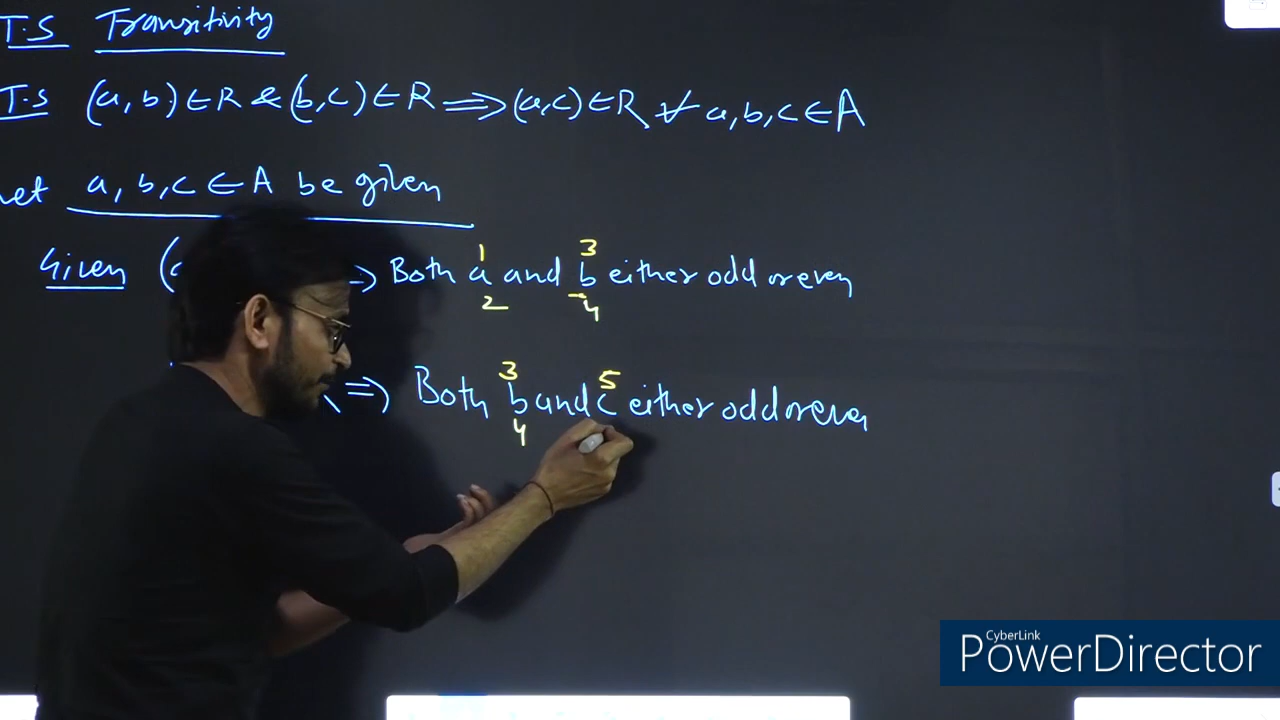 T.S Transitivity
T.S (a, b) ∈ R & (b, c) ∈ R ⟹ (a, c) ∈ R, ∀ a, b, c ∈ A
a, b, c ∈ A be given
1 3
Given ( ⟹ Both a and b either odd or even
2 4
3 5
⟹ Both b and c either odd or even
4
CyberLink
PowerDirector